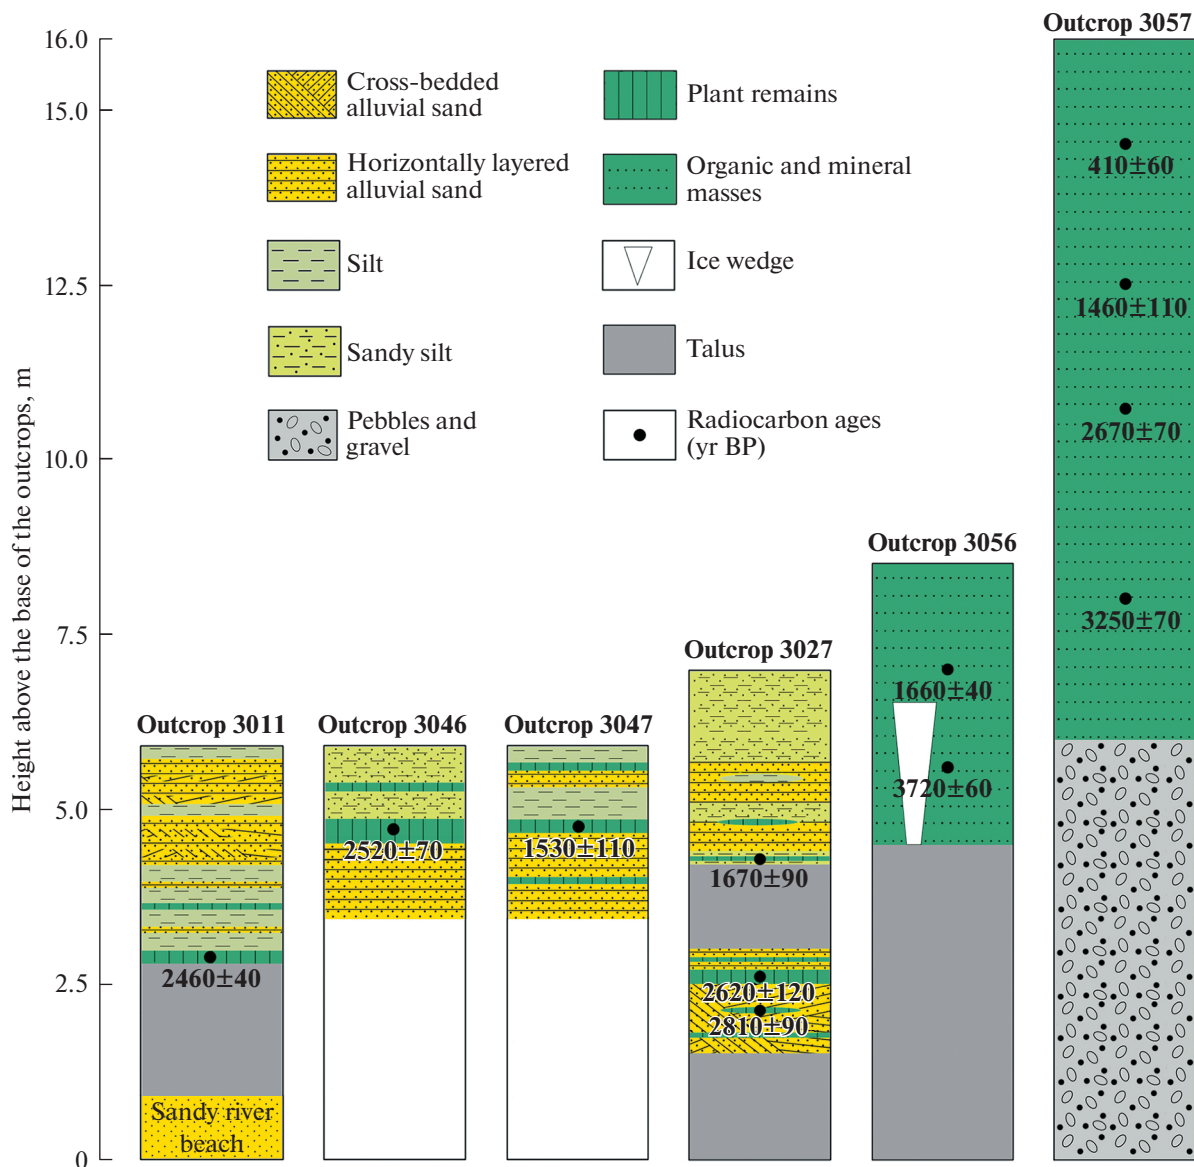 Outcrop 3057
16.0
15.0
12.5
10.0
7.5
5.0
2.5
0
Height above the base of the outcrops, m
Cross-bedded
alluvial sand
Horizontally layered
alluvial sand
Silt
Sandy silt
Pebbles and
gravel
Plant remains
Organic and mineral
masses
Ice wedge
Talus
Radiocarbon ages
(yr BP)
410±60
1460±110
2670±70
3250±70
Outcrop 3056
1660±40
3720±60
Outcrop 3027
1670±90
2620±120
2810±90
Outcrop 3011
2460±40
Sandy river
beach
Outcrop 3046
2520±70
Outcrop 3047
1530±110